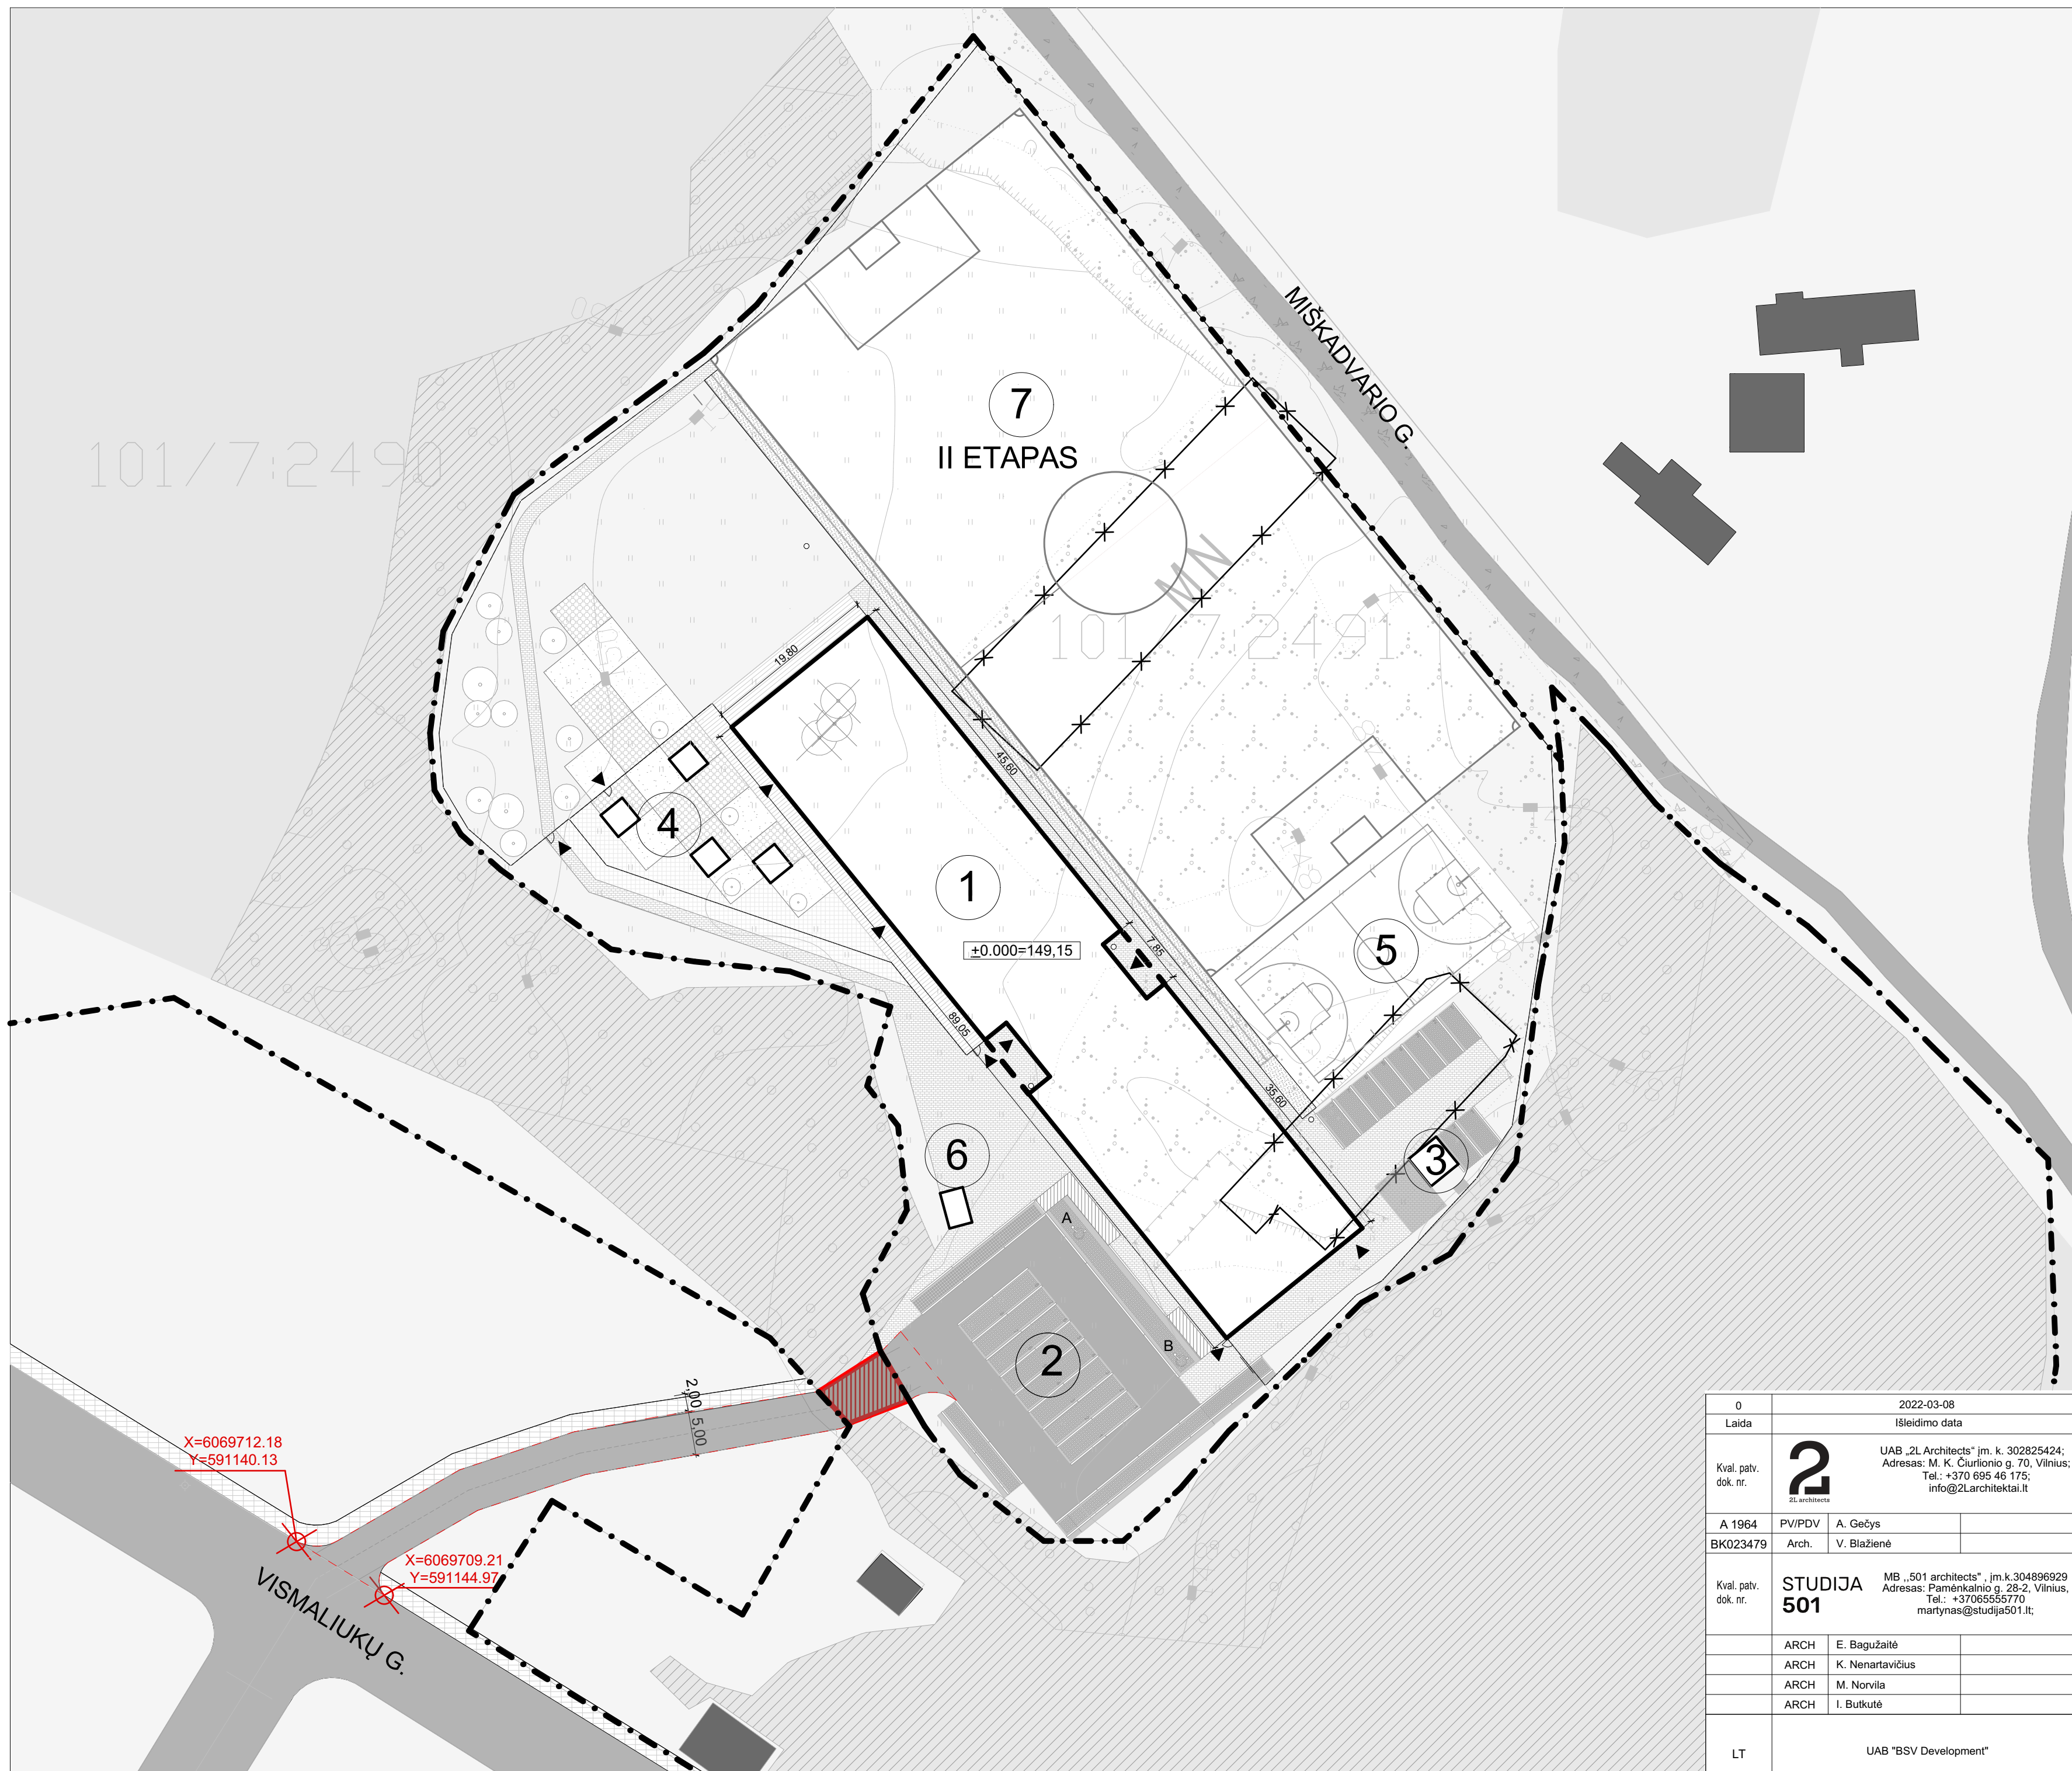 MIŠKADVARIO G.
7
II ETAPAS
101/7:2490
MN
101/7:2491
19,80
45,60
4
1
±0.000=149,15
7,85
5
89,05
35,60
6
3
A
B
2
2,00
5,00
X=6069712.18
Y=591140.13
X=6069709.21
Y=591144.97
VISMALIUKŲ G.
0 2022-03-08
Laida Išleidimo data
Kval. patv.
dok. nr.
2
2L architects
UAB „2L Architects“ įm. k. 302825424;
Adresas: M. K. Čiurlionio g. 70, Vilnius;
Tel.: +370 695 46 175;
info@2Larchitektai.lt
A 1964 PV/PDV A. Gečys
BK023479 Arch. V. Blažienė
Kval. patv.
dok. nr.
STUDIJA
501
MB ,,501 architects" , įm.k.304896929
Adresas: Pamėnkalnio g. 28-2, Vilnius,
Tel.: +37065555770
martynas@studija501.lt;
ARCH E. Bagužaitė
ARCH K. Nenartavičius
ARCH M. Norvila
ARCH I. Butkutė
LT UAB "BSV Development"